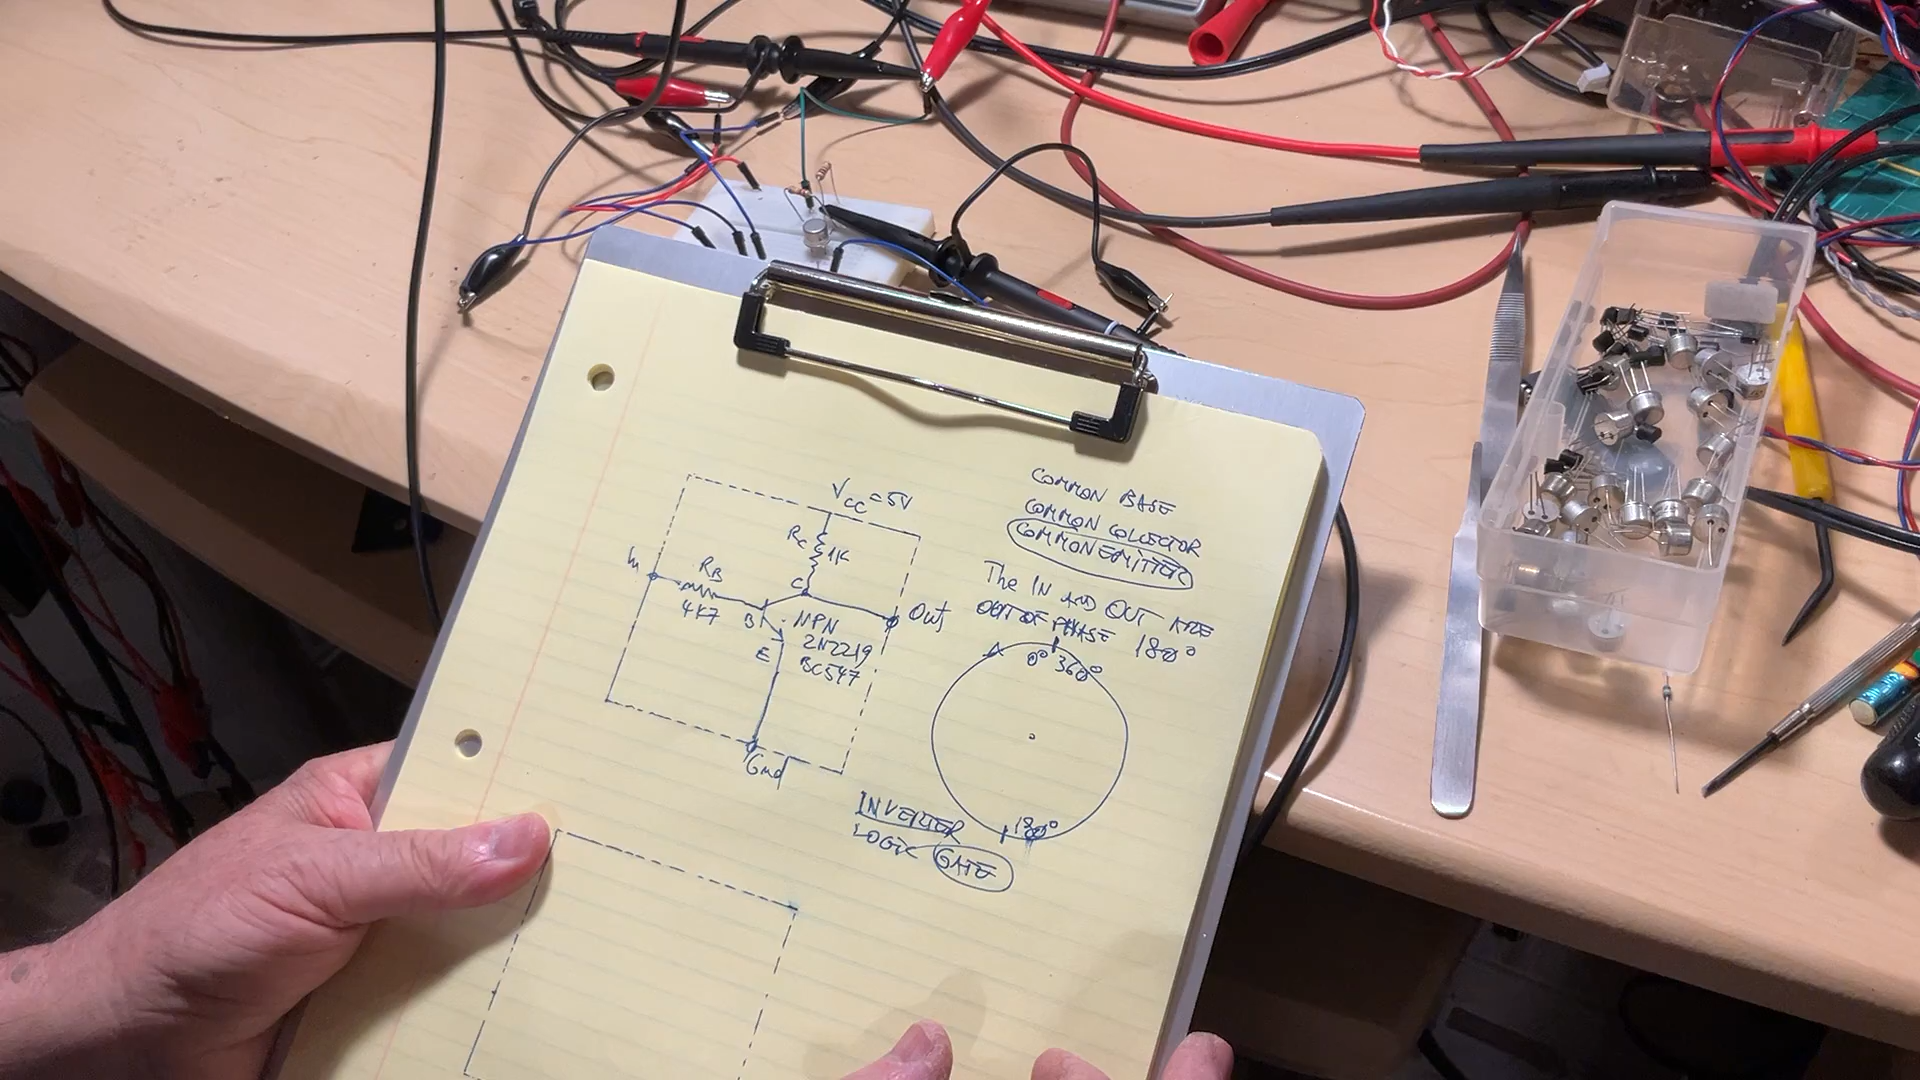 Vcc=5V
Rc
1K
In
RB
4K7
C
B
E
Out
NPN
2N2219
BC547
Gnd
COMMON BASE
COMMON COLLECTOR
COMMON EMITTER
The IN AND OUT ARE
OUT OF PHASE 180°
0° 360°
180°
INVERTER
LOGIC GATE